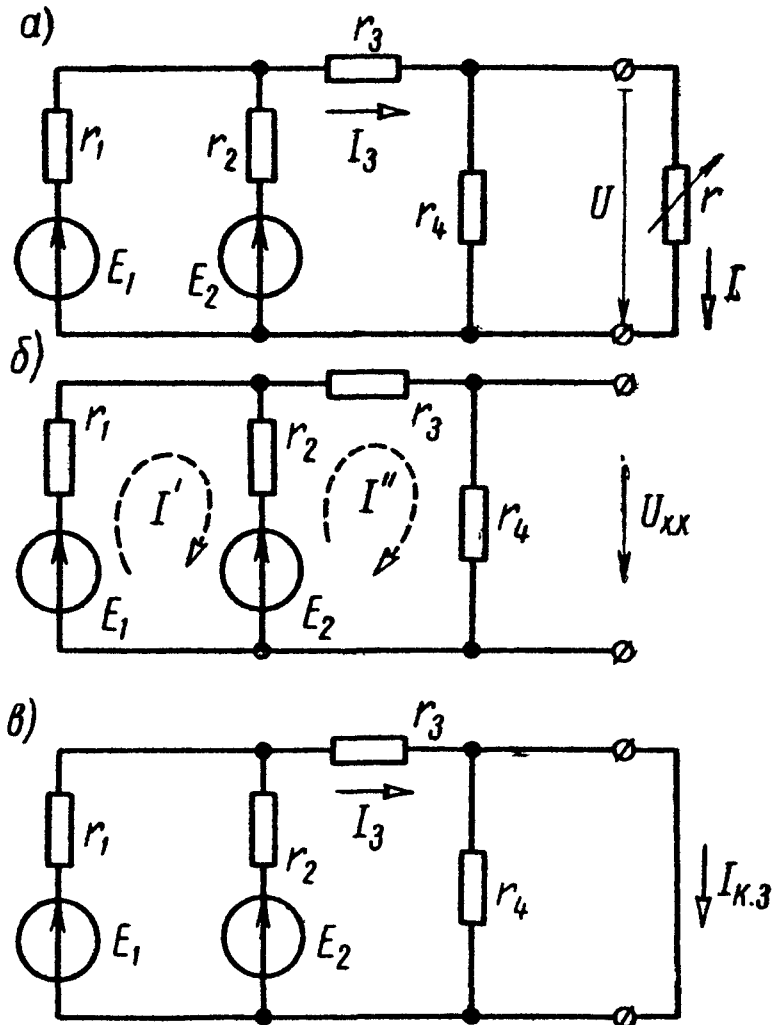 а)
r₃
r₁
r₂
I₃
r₄
U
r
E₁
E₂
I
б)
r₁
r₂
r₃
I′
I″
r₄
Uхх
E₁
E₂
в)
r₃
I₃
r₁
r₂
r₄
Iк.з
E₁
E₂